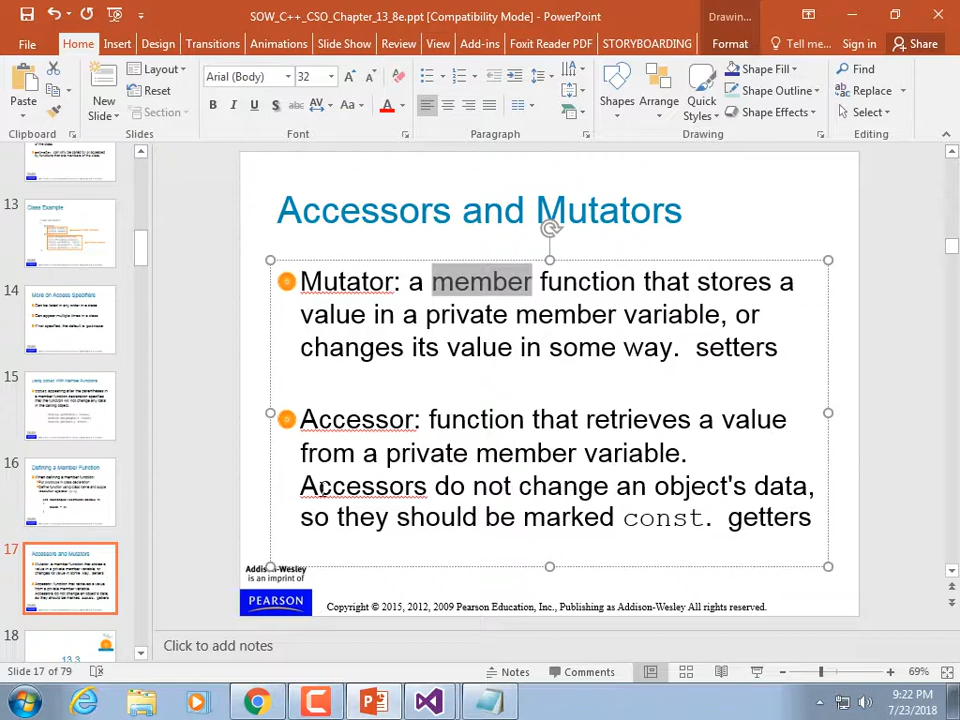 SOW_C++_CSO_Chapter_13_8e.ppt [Compatibility Mode] - PowerPoint
Drawin...
File
Home
Insert
Design
Transitions
Animations
Slide Show
Review
View
Add-ins
Foxit Reader PDF
STORYBOARDING
Format
Tell me...
Sign in
Share
Paste
New
Slide
Layout
Reset
Section
Arial (Body)
32
Shapes
Arrange
Quick
Styles
Shape Fill
Shape Outline
Shape Effects
Find
Replace
Select
Clipboard
Slides
Font
Paragraph
Drawing
Editing
13
Class Example
14
More on Access Specifiers
15
16
Defining a Member Function
17
Accessors and Mutators
18
13.3
Accessors and Mutators
Mutator: a member function that stores a
value in a private member variable, or
changes its value in some way. setters
Accessor: function that retrieves a value
from a private member variable.
Accessors do not change an object's data,
so they should be marked const. getters
Addison-Wesley
is an imprint of
PEARSON
Copyright © 2015, 2012, 2009 Pearson Education, Inc., Publishing as Addison-Wesley All rights reserved.
Click to add notes
Slide 17 of 79
Notes
Comments
69%
9:22 PM
7/23/2018